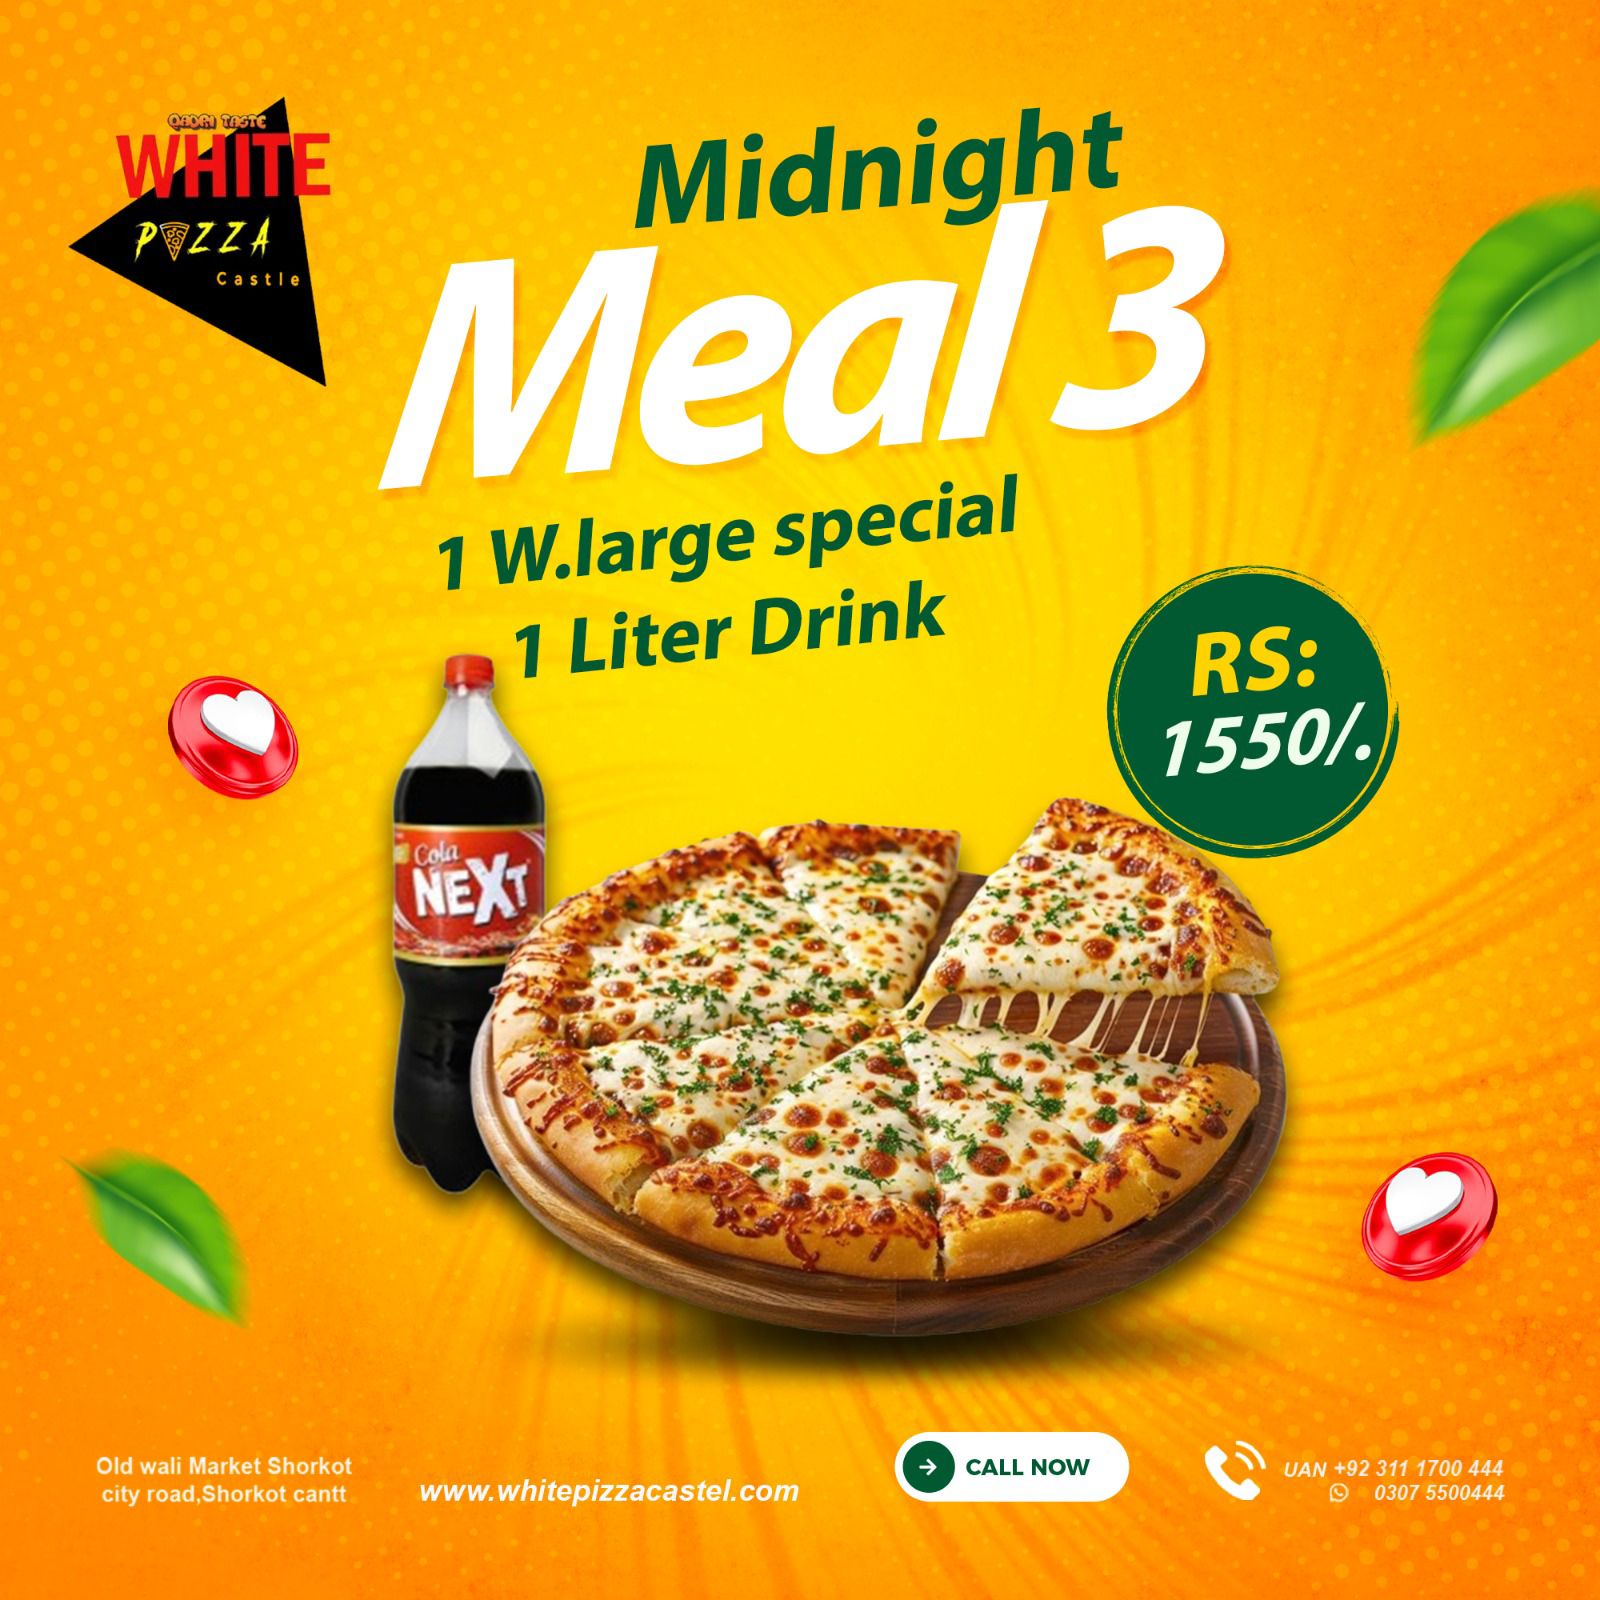 QADRI TASTE
WHITE
PIZZA
Castle
Midnight
Meal 3
1 W.large special
1 Liter Drink
RS:
1550/.
Cola
NEXT
Old wali Market Shorkot
city road,Shorkot cantt
www.whitepizzacastel.com
CALL NOW
UAN +92 311 1700 444
0307 5500444